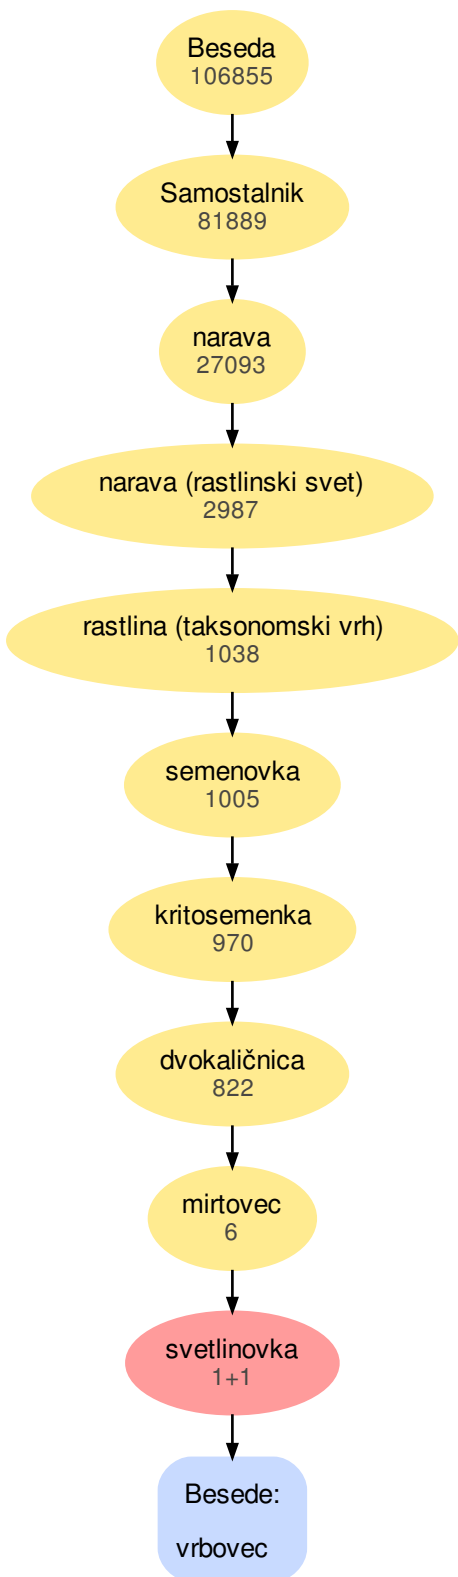 Beseda
106855
Samostalnik
81889
narava
27093
narava (rastlinski svet)
2987
rastlina (taksonomski vrh)
1038
semenovka
1005
kritosemenka
970
dvokaličnica
822
mirtovec
6
svetlinovka
1+1
Besede:
vrbovec